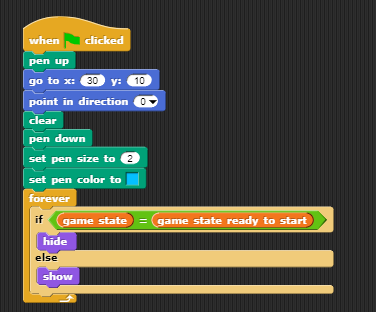 when clicked
pen up
go to x: 30 y: 10
point in direction 0
clear
pen down
set pen size to 2
set pen color to
forever
if game state = game state ready to start
hide
else
show